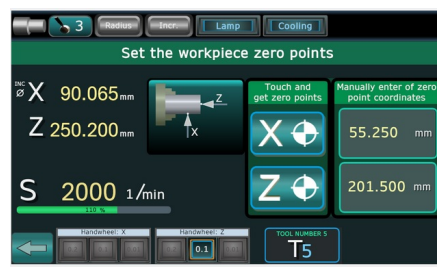 3 Radius Incr. Lamp Cooling
Set the workpiece zero points
INC
Ø X 90.065 mm
Z 250.200 mm
S 2000 1/min
110 %
Z
X
Touch and
get zero points
X
Z
Manually enter of zero
point coordinates
55.250 mm
201.500 mm
Handwheel: X
Handwheel: Z
0.1
TOOL NUMBER 5
T5